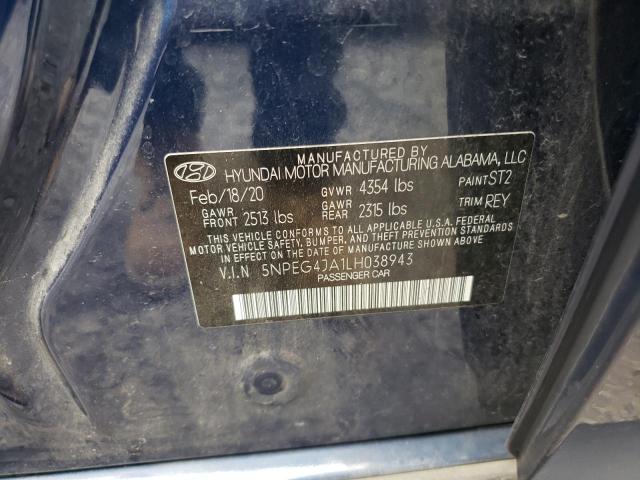 MANUFACTURED BY
HYUNDAI MOTOR MANUFACTURING ALABAMA, LLC
Feb/18/20 GVWR 4354 lbs PAINT ST2
GAWR FRONT 2513 lbs GAWR REAR 2315 lbs TRIM REY
THIS VEHICLE CONFORMS TO ALL APPLICABLE U.S.A. FEDERAL
MOTOR VEHICLE SAFETY, BUMPER, AND THEFT PREVENTION STANDARDS
IN EFFECT ON THE DATE OF MANUFACTURE SHOWN ABOVE.
V.I.N 5NPEG4JA1LH038943
PASSENGER CAR